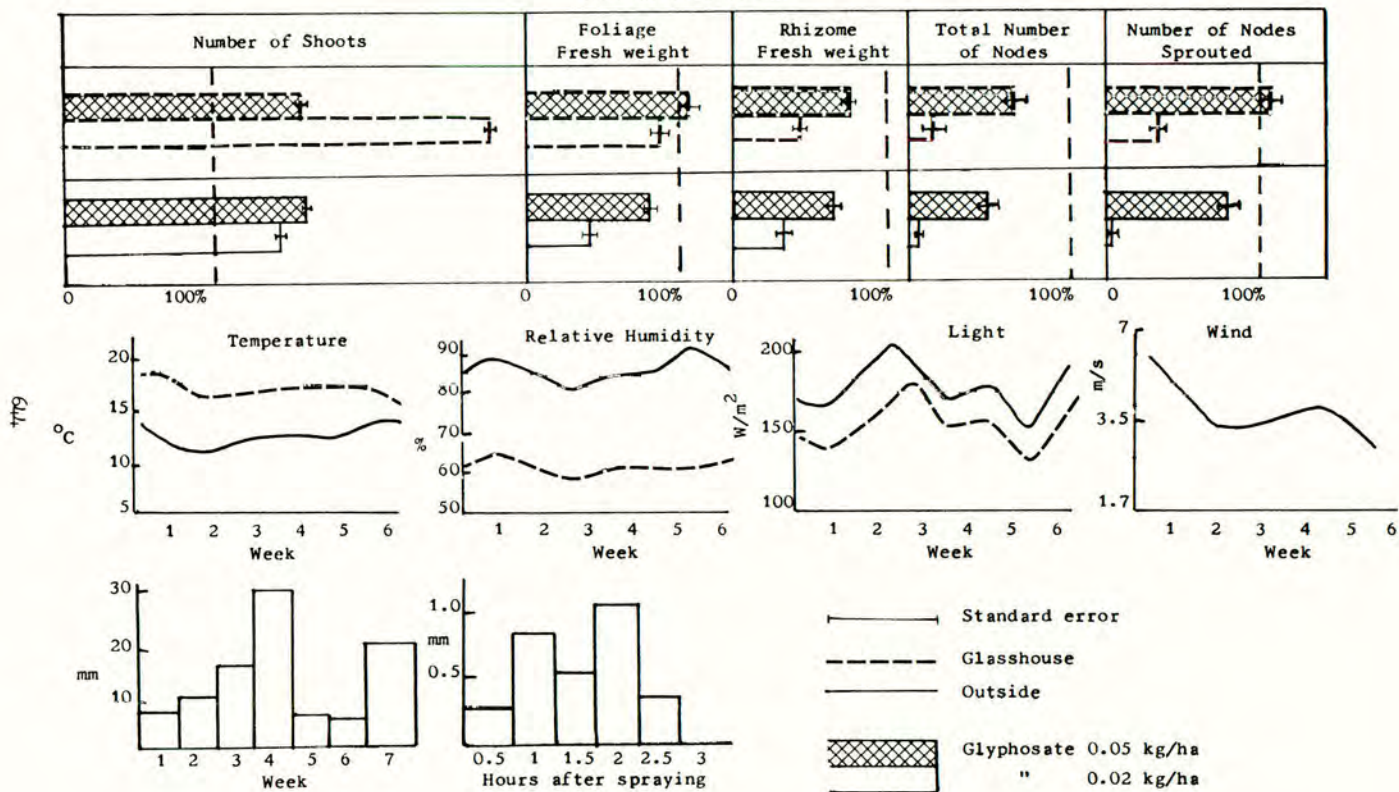 Number of Shoots
Foliage
Fresh weight
Rhizome
Fresh weight
Total Number
of Nodes
Number of Nodes
Sprouted
0 100% 0 100% 0 100% 100% 0 100%
Temperature
20
15
10
5
°C
1 2 3 4 5 6
Week
Relative Humidity
90
80
70
60
50
%
1 2 3 4 5 6
Week
Light
200
150
100
W/m²
1 2 3 4 5 6
Week
Wind
7
3.5
1.7
m/s
1 2 3 4 5 6
Week
644
30
20
10
mm
1 2 3 4 5 6 7
Week
1.0
mm
0.5
0.5 1 1.5 2 2.5 3
Hours after spraying
Standard error
Glasshouse
Outside
Glyphosate 0.05 kg/ha
" 0.02 kg/ha